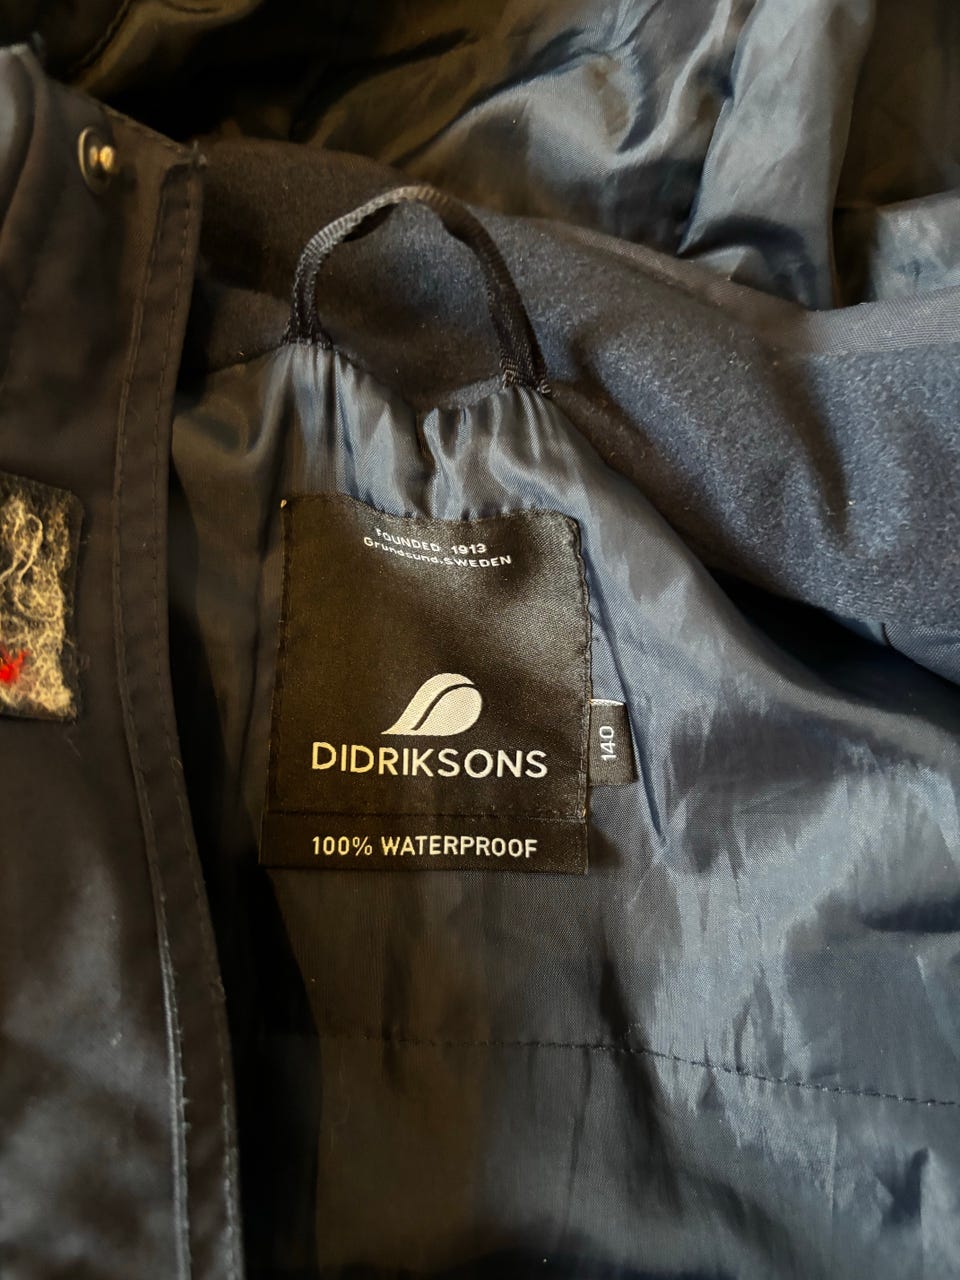 FOUNDED 1913
Grundsund.SWEDEN
DIDRIKSONS
140
100% WATERPROOF